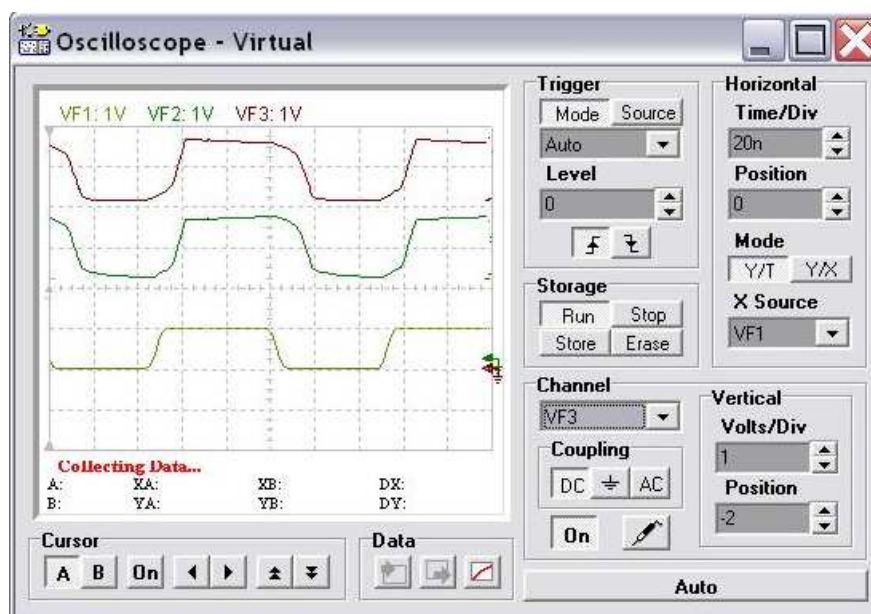 Oscilloscope - Virtual
VF1: 1V VF2: 1V VF3: 1V
Collecting Data...
A: XA: XB: DX:
B: YA: YB: DY:
Cursor
A B On
Data
Trigger
Mode Source
Auto
Level
0
Storage
Run Stop
Store Erase
Horizontal
Time/Div
20n
Position
0
Mode
Y/T Y/X
X Source
VF1
Channel
VF3
Coupling
DC AC
On
Vertical
Volts/Div
1
Position
-2
Auto